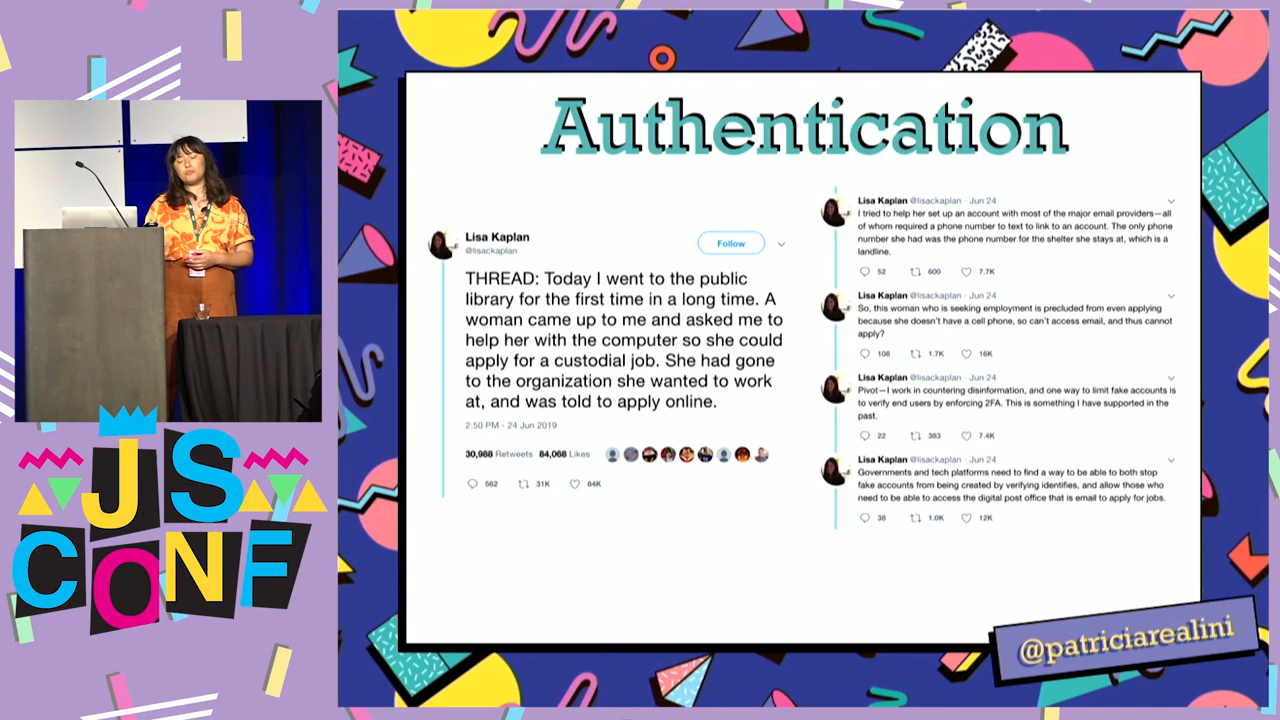 JS
CONF
Authentication
Lisa Kaplan
@lisackaplan
Follow
THREAD: Today I went to the public
library for the first time in a long time. A
woman came up to me and asked me to
help her with the computer so she could
apply for a custodial job. She had gone
to the organization she wanted to work
at, and was told to apply online.
2:50 PM - 24 Jun 2019
30,988 Retweets 84,068 Likes
562 31K 84K
Lisa Kaplan @lisackaplan · Jun 24
I tried to help her set up an account with most of the major email providers—all
of whom required a phone number to text to link to an account. The only phone
number she had was the phone number for the shelter she stays at, which is a
landline.
52 600 7.7K
Lisa Kaplan @lisackaplan · Jun 24
So, this woman who is seeking employment is precluded from even applying
because she doesn't have a cell phone, so can't access email, and thus cannot
apply?
108 1.7K 16K
Lisa Kaplan @lisackaplan · Jun 24
Pivot—I work in countering disinformation, and one way to limit fake accounts is
to verify end users by enforcing 2FA. This is something I have supported in the
past.
22 383 7.4K
Lisa Kaplan @lisackaplan · Jun 24
Governments and tech platforms need to find a way to be able to both stop
fake accounts from being created by verifying identifies, and allow those who
need to be able to access the digital post office that is email to apply for jobs.
38 1.0K 12K
@patriciarealini